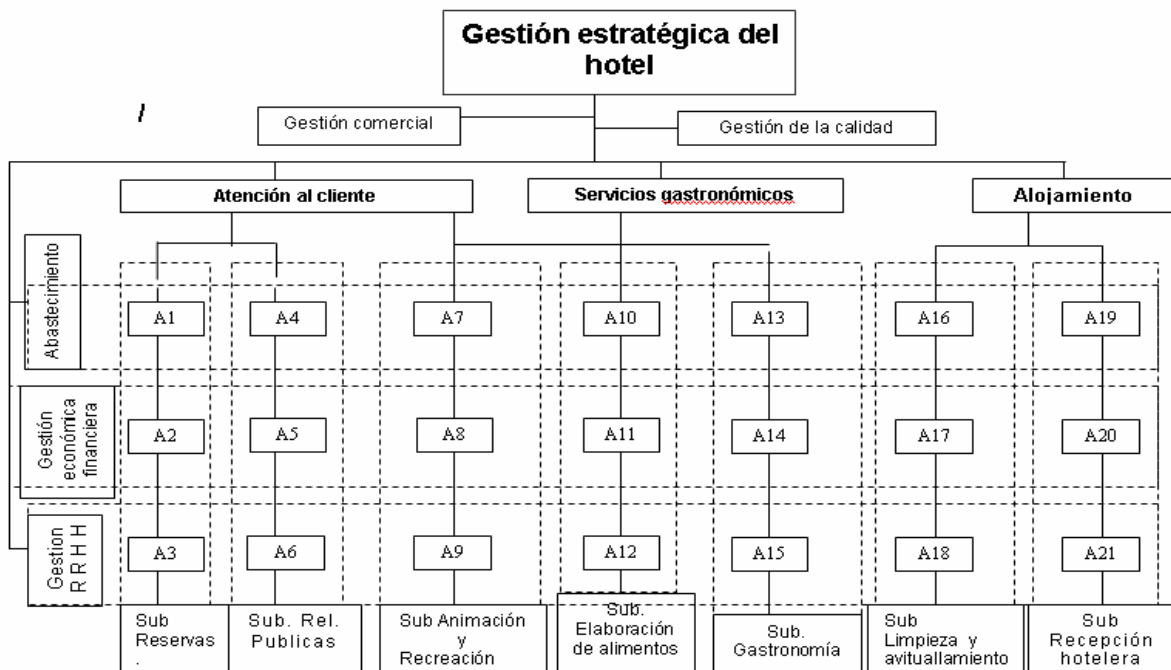 Gestión estratégica del
hotel
/
Gestión comercial
Gestión de la calidad
Atención al cliente
Servicios gastronómicos
Alojamiento
Abastecimiento
A1
A4
A7
A10
A13
A16
A19
Gestión
económica
financiera
A2
A5
A8
A11
A14
A17
A20
Gestion
R R H H
A3
A6
A9
A12
A15
A18
A21
Sub
Reservas
.
Sub. Rel.
Publicas
Sub Animación
y
Recreación
Sub.
Elaboración
de alimentos
Sub.
Gastronomía
Sub
Limpieza y
avituallamiento
Sub
Recepción
hotelera